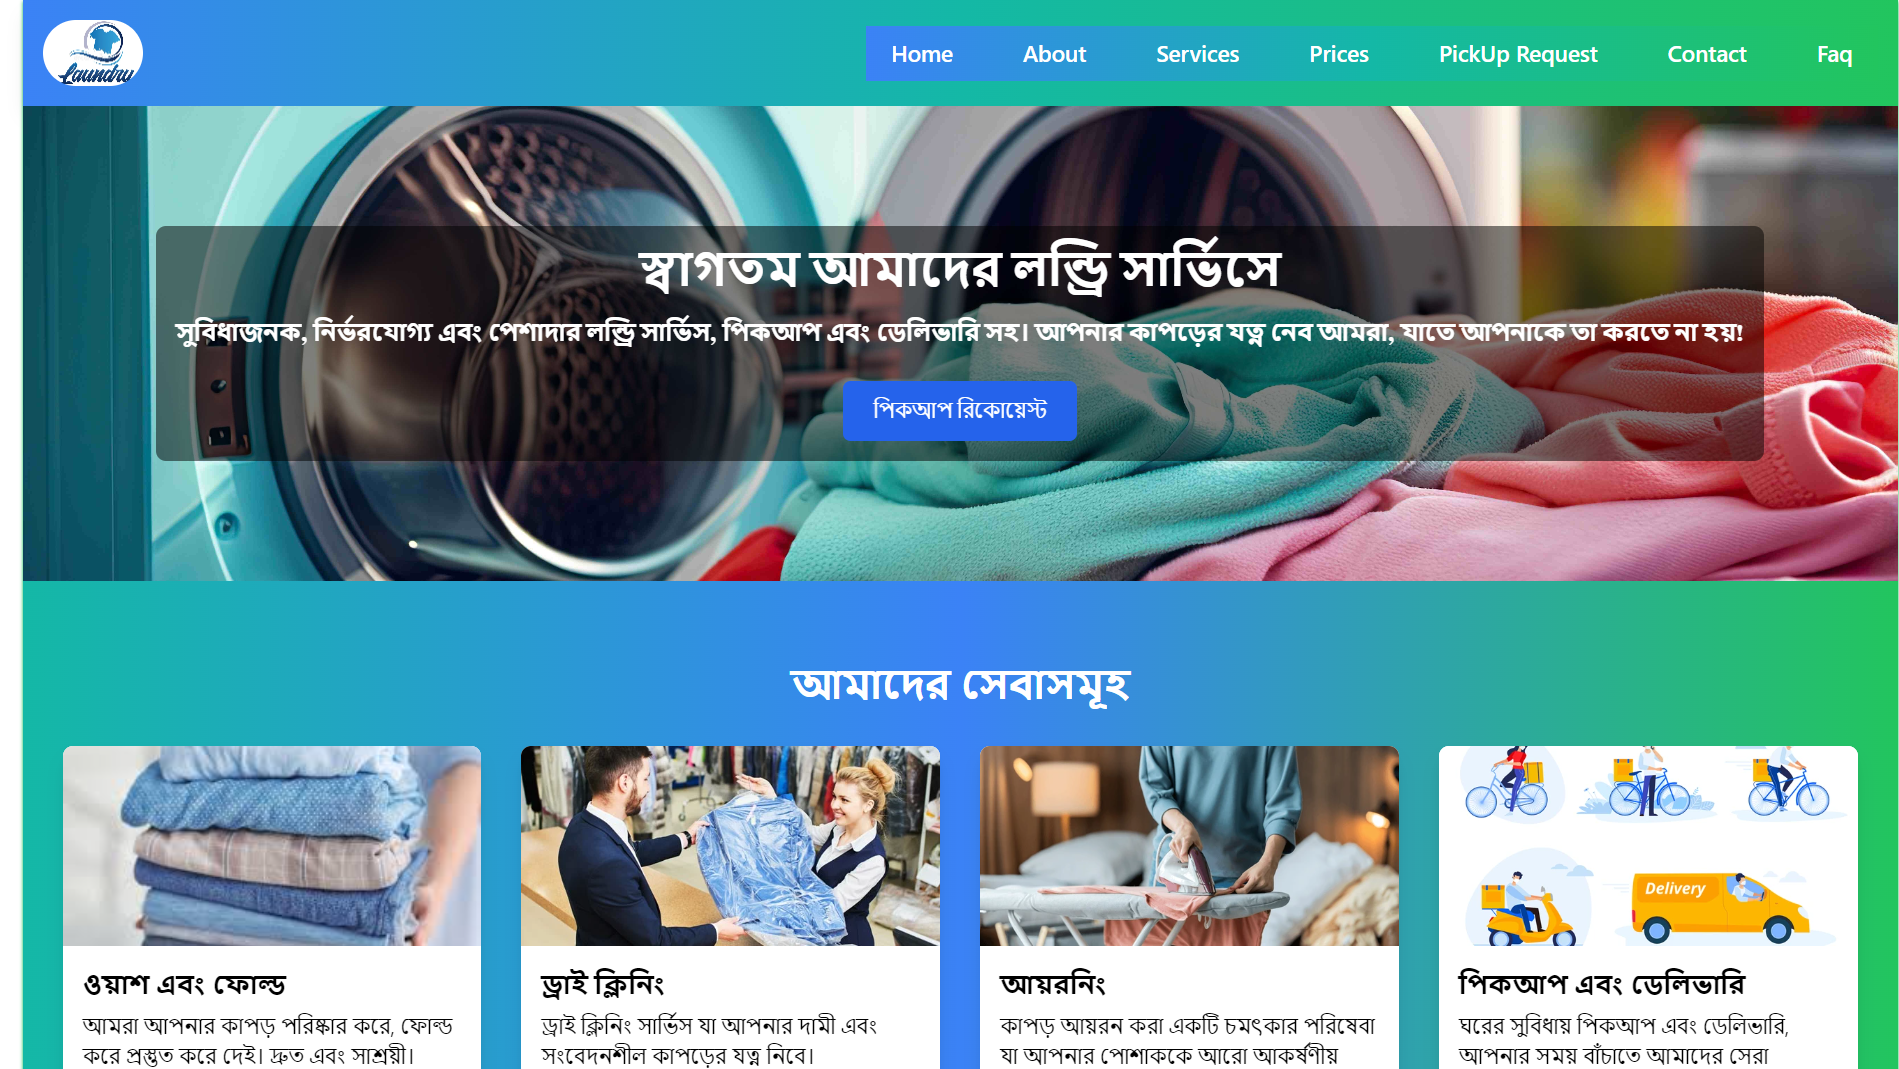 Laundry
Home About Services Prices PickUp Request Contact Faq
স্বাগতম আমাদের লন্ড্রি সার্ভিসে
সুবিধাজনক, নির্ভরযোগ্য এবং পেশাদার লন্ড্রি সার্ভিস, পিকআপ এবং ডেলিভারি সহ। আপনার কাপড়ের যত্ন নেব আমরা, যাতে আপনাকে তা করতে না হয়!
পিকআপ রিকোয়েস্ট
আমাদের সেবাসমূহ
Delivery
ওয়াশ এবং ফোল্ড
আমরা আপনার কাপড় পরিষ্কার করে, ফোল্ড
করে প্রস্তুত করে দেই। দ্রুত এবং সাশ্রয়ী।
ড্রাই ক্লিনিং
ড্রাই ক্লিনিং সার্ভিস যা আপনার দামী এবং
সংবেদনশীল কাপড়ের যত্ন নিবে।
আয়রনিং
কাপড় আয়রন করা একটি চমৎকার পরিষেবা
যা আপনার পোশাককে আরো আকর্ষণীয়
পিকআপ এবং ডেলিভারি
ঘরের সুবিধায় পিকআপ এবং ডেলিভারি,
আপনার সময় বাঁচাতে আমাদের সেরা